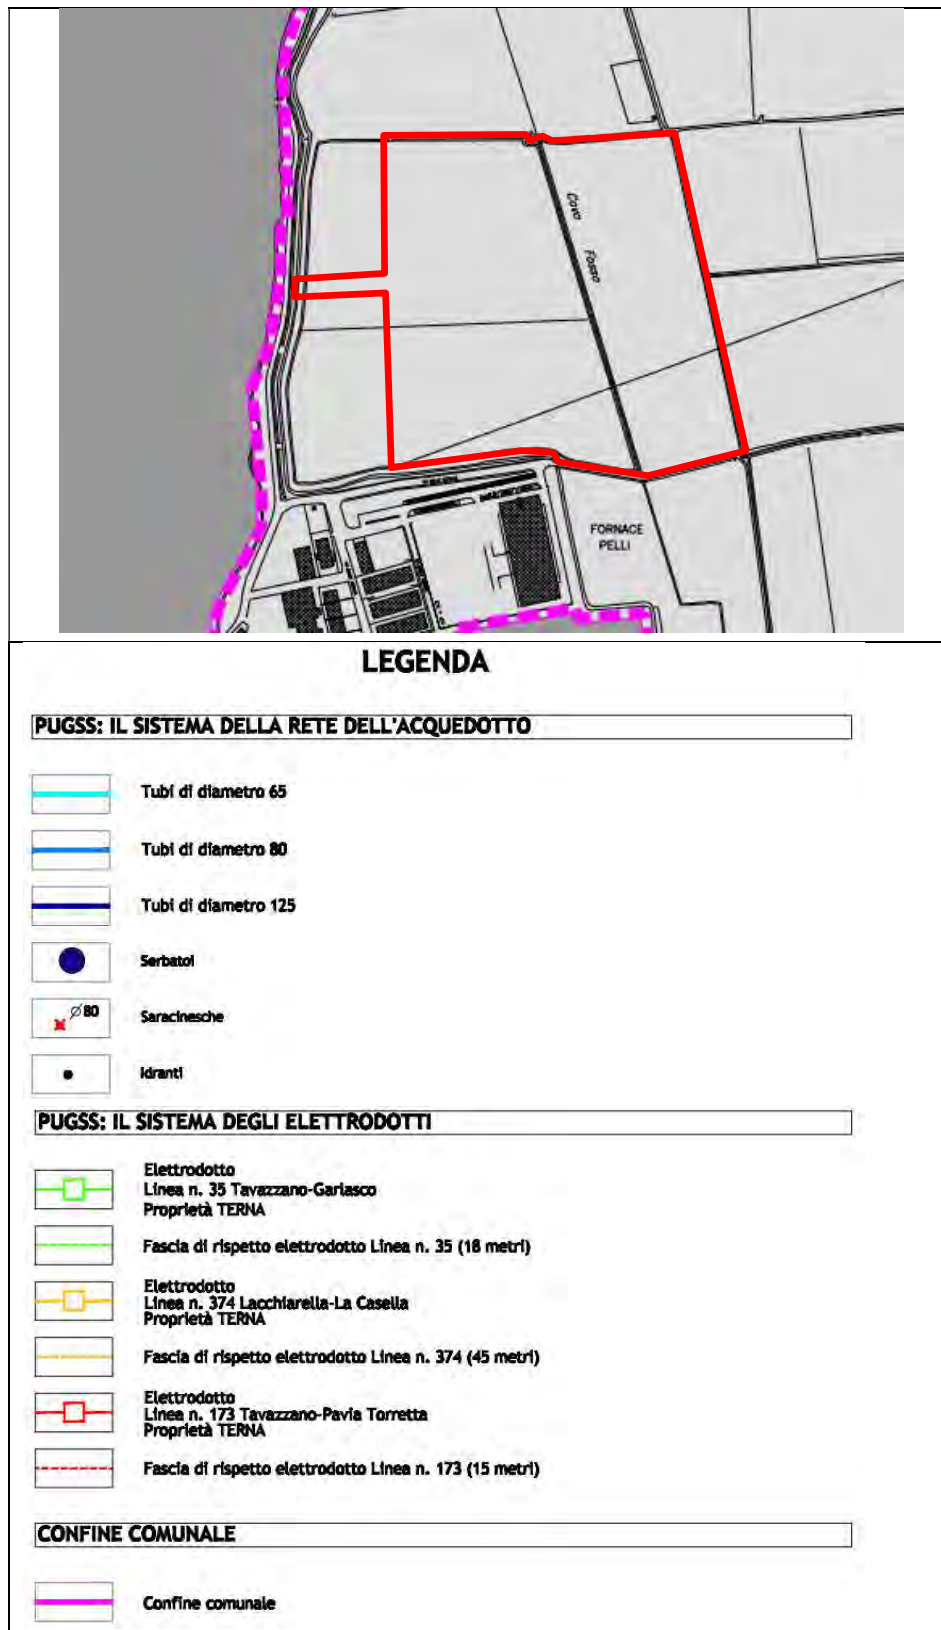 Cavo
Fosso
FORNACE
PELLI
LEGENDA
PUGSS: IL SISTEMA DELLA RETE DELL'ACQUEDOTTO
Tubi di diametro 65
Tubi di diametro 80
Tubi di diametro 125
Serbatoi
∅80
Saracinesche
Idranti
PUGSS: IL SISTEMA DEGLI ELETTRODOTTI
Elettrodotto
Linea n. 35 Tavazzano-Garlasco
Proprietà TERNA
Fascia di rispetto elettrodotto Linea n. 35 (18 metri)
Elettrodotto
Linea n. 374 Lacchiarella-La Casella
Proprietà TERNA
Fascia di rispetto elettrodotto Linea n. 374 (45 metri)
Elettrodotto
Linea n. 173 Tavazzano-Pavia Torretta
Proprietà TERNA
Fascia di rispetto elettrodotto Linea n. 173 (15 metri)
CONFINE COMUNALE
Confine comunale